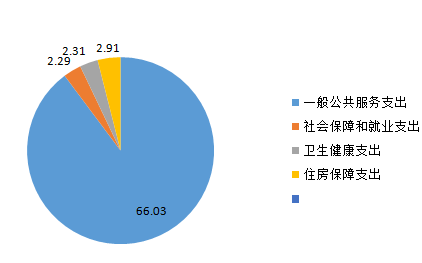 2.31
2.91
2.29
66.03
一般公共服务支出
社会保障和就业支出
卫生健康支出
住房保障支出